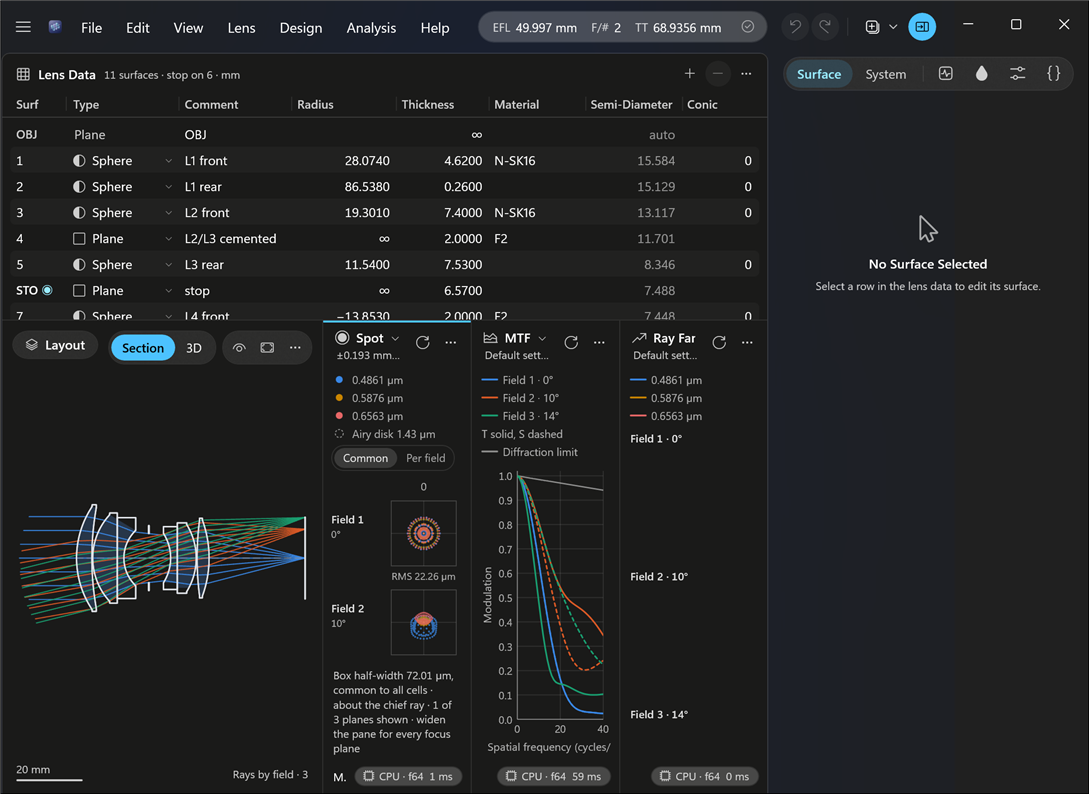 File Edit View Lens Design Analysis Help EFL 49.997 mm F/# 2 TT 68.9356 mm
Lens Data 11 surfaces · stop on 6 · mm
Surf Type Comment Radius Thickness Material Semi-Diameter Conic
OBJ Plane OBJ ∞ auto
1 Sphere L1 front 28.0740 4.6200 N-SK16 15.584 0
2 Sphere L1 rear 86.5380 0.2600 15.129 0
3 Sphere L2 front 19.3010 7.4000 N-SK16 13.117 0
4 Plane L2/L3 cemented ∞ 2.0000 F2 11.701
5 Sphere L3 rear 11.5400 7.5300 8.346 0
STO Plane stop ∞ 6.5700 7.488
7 Sphere L4 front −13.8530 2.0000 F2 7.448 0
Layout
Section 3D
20 mm
Rays by field · 3
Spot
±0.193 mm...
0.4861 µm
0.5876 µm
0.6563 µm
Airy disk 1.43 µm
Common Per field
0
Field 1
0°
RMS 22.26 µm
Field 2
10°
Box half-width 72.01 µm,
common to all cells ·
about the chief ray · 1 of
3 planes shown · widen
the pane for every focus
plane
M. CPU · f64 1 ms
MTF
Default sett...
Field 1 · 0°
Field 2 · 10°
Field 3 · 14°
T solid, S dashed
Diffraction limit
1.0
0.9
0.8
0.7
0.6
0.5
0.4
0.3
0.2
0.1
0.0
Modulation
0 20 40
Spatial frequency (cycles/
CPU · f64 59 ms
Ray Fan
Default sett...
0.4861 µm
0.5876 µm
0.6563 µm
Field 1 · 0°
Field 2 · 10°
Field 3 · 14°
CPU · f64 0 ms
Surface System { }
No Surface Selected
Select a row in the lens data to edit its surface.